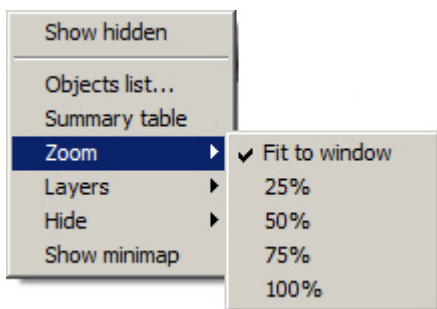 Show hidden
Objects list...
Summary table
Zoom
Layers
Hide
Show minimap
Fit to window
25%
50%
75%
100%